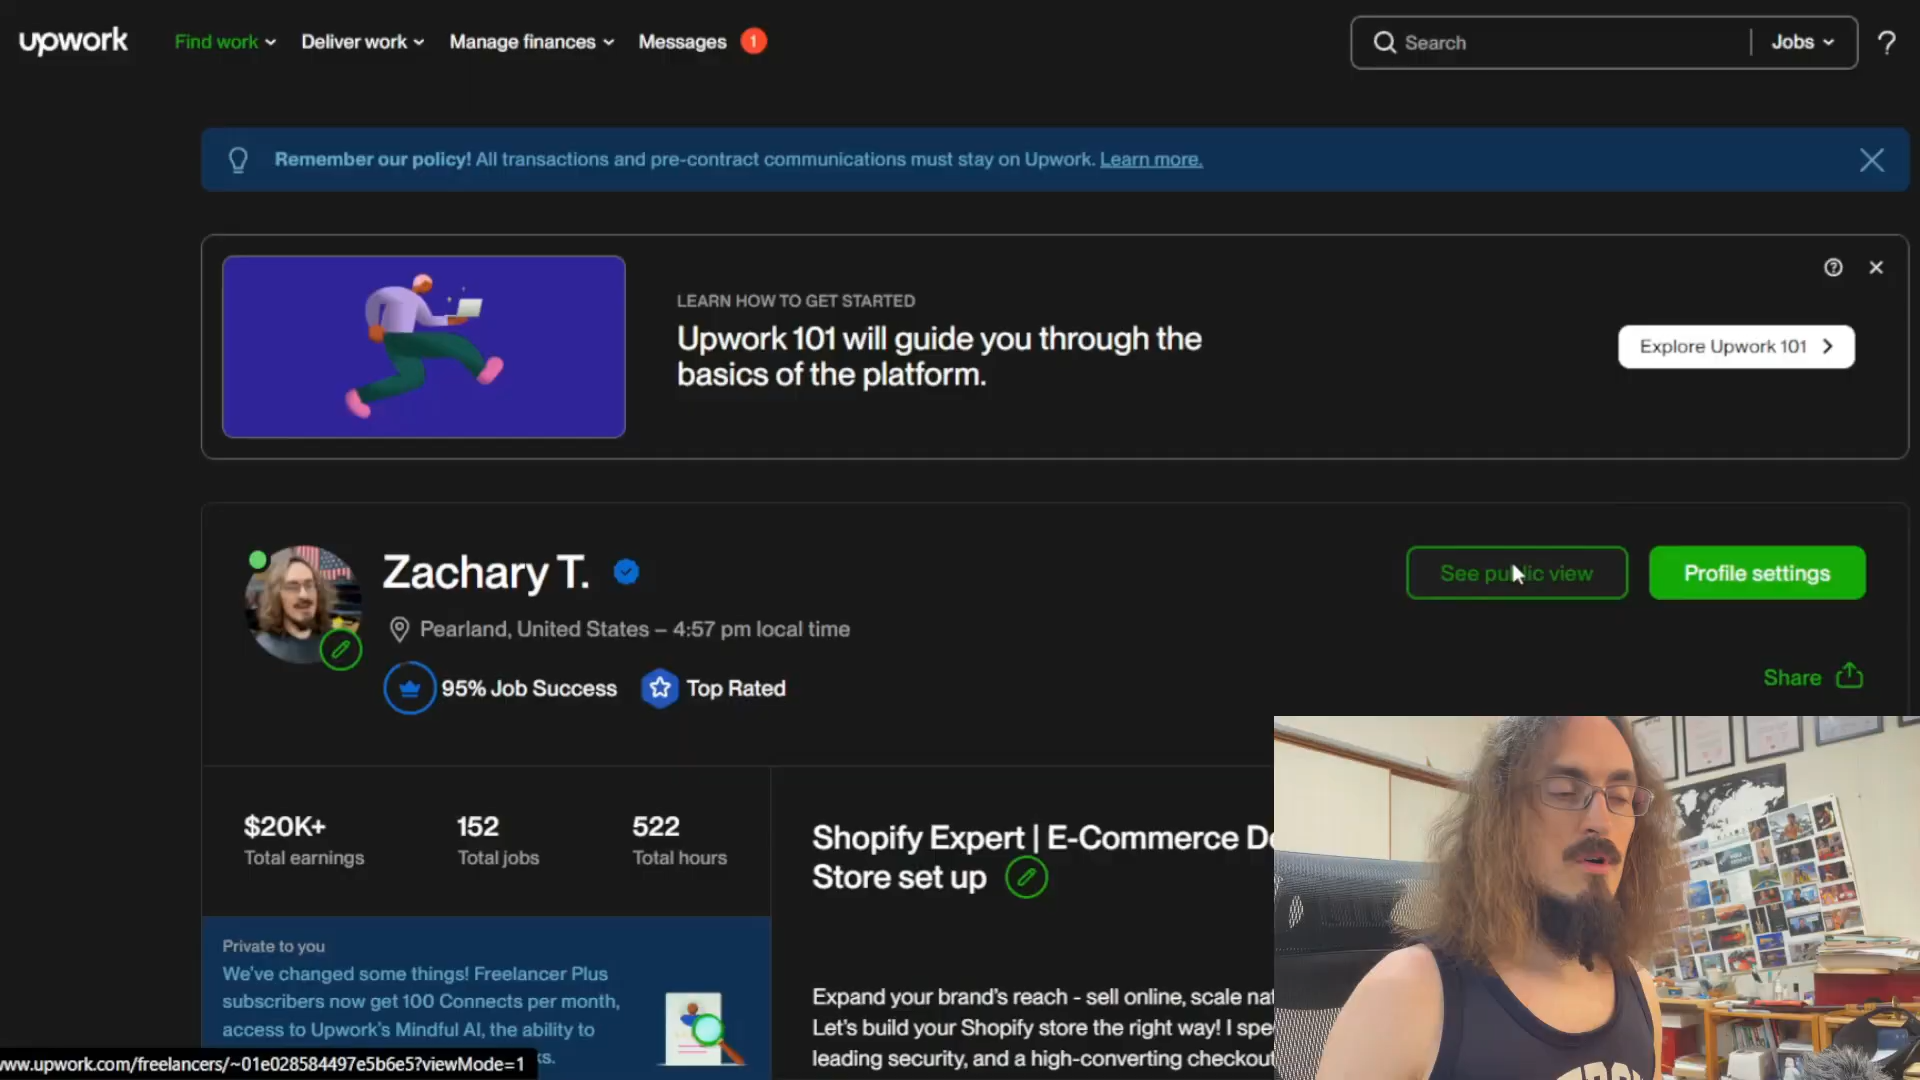 upwork
Find work
Deliver work
Manage finances
Messages
1
Search
Jobs
?
Remember our policy! All transactions and pre-contract communications must stay on Upwork. Learn more.
LEARN HOW TO GET STARTED
Upwork 101 will guide you through the
basics of the platform.
Explore Upwork 101
Zachary T.
See public view
Profile settings
Pearland, United States – 4:57 pm local time
95% Job Success
Top Rated
Share
$20K+
152
522
Total earnings
Total jobs
Total hours
Shopify Expert | E-Commerce De
Store set up
Private to you
We've changed some things! Freelancer Plus
subscribers now get 100 Connects per month,
access to Upwork's Mindful AI, the ability to
ks.
Expand your brand's reach - sell online, scale nat
Let's build your Shopify store the right way! I spe
leading security, and a high-converting checkout
www.upwork.com/freelancers/~01e028584497e5b6e5?viewMode=1